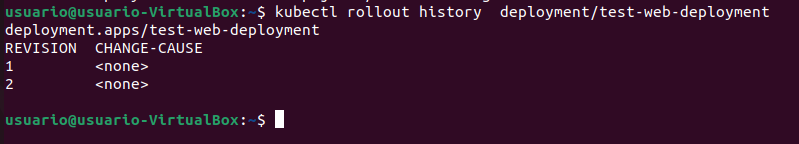 usuario@usuario-VirtualBox:~$ kubectl rollout history  deployment/test-web-deployment
deployment.apps/test-web-deployment
REVISION  CHANGE-CAUSE
1         <none>
2         <none>
usuario@usuario-VirtualBox:~$